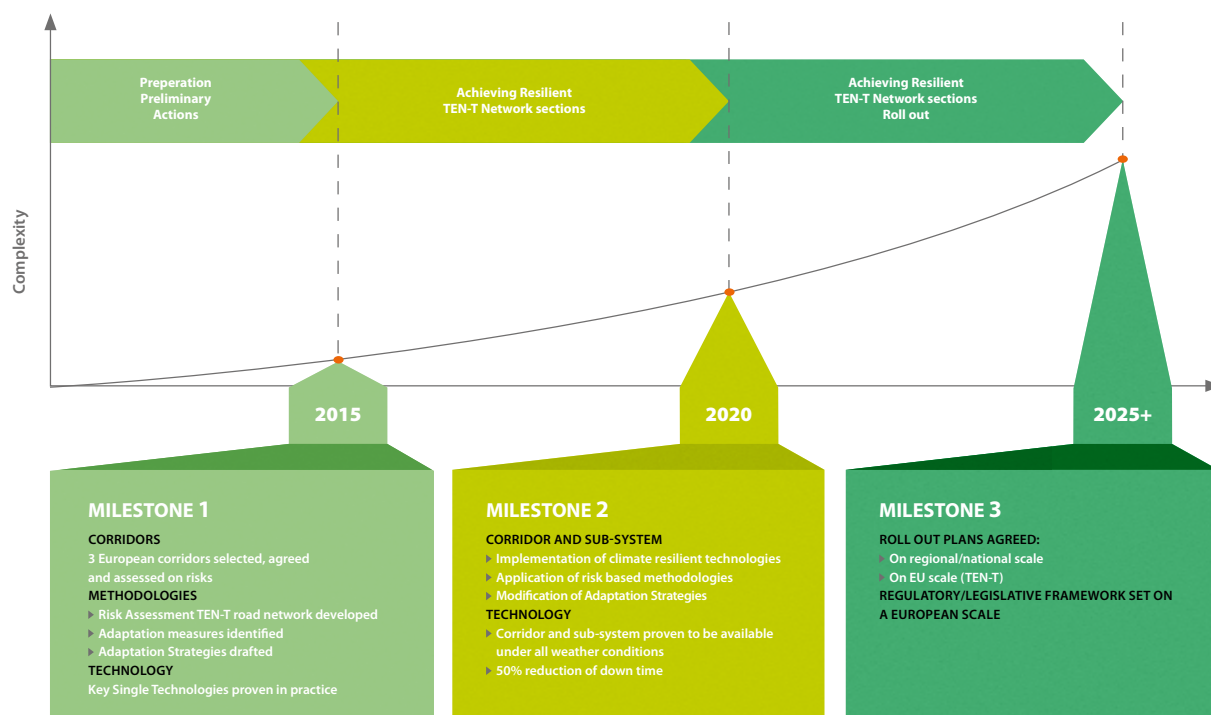 Preperation
Preliminary
Actions
Achieving Resilient
TEN-T Network sections
Achieving Resilient
TEN-T Network sections
Roll out
Complexity
2015
2020
2025+
MILESTONE 1
CORRIDORS
3 European corridors selected, agreed
and assessed on risks
METHODOLOGIES
Risk Assessment TEN-T road network developed
Adaptation measures identified
Adaptation Strategies drafted
TECHNOLOGY
Key Single Technologies proven in practice
MILESTONE 2
CORRIDOR AND SUB-SYSTEM
Implementation of climate resilient technologies
Application of risk based methodologies
Modification of Adaptation Strategies
TECHNOLOGY
Corridor and sub-system proven to be available
under all weather conditions
50% reduction of down time
MILESTONE 3
ROLL OUT PLANS AGREED:
On regional/national scale
On EU scale (TEN-T)
REGULATORY/LEGISLATIVE FRAMEWORK SET ON
A EUROPEAN SCALE